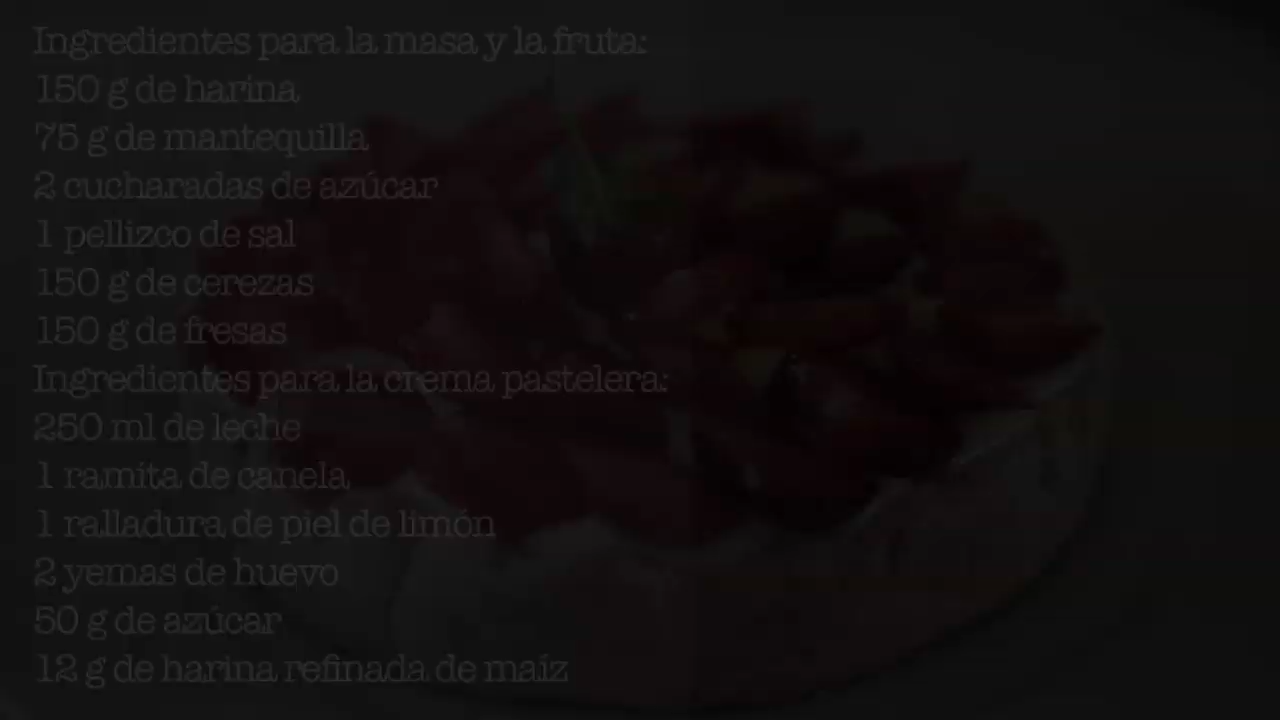 Ingredientes para la masa y la fruta:
150 g de harina
75 g de mantequilla
2 cucharadas de azúcar
1 pellizco de sal
150 g de cerezas
150 g de fresas
Ingredientes para la crema pastelera:
250 ml de leche
1 ramita de canela
1 ralladura de piel de limón
2 yemas de huevo
50 g de azúcar
12 g de harina refinada de maiz